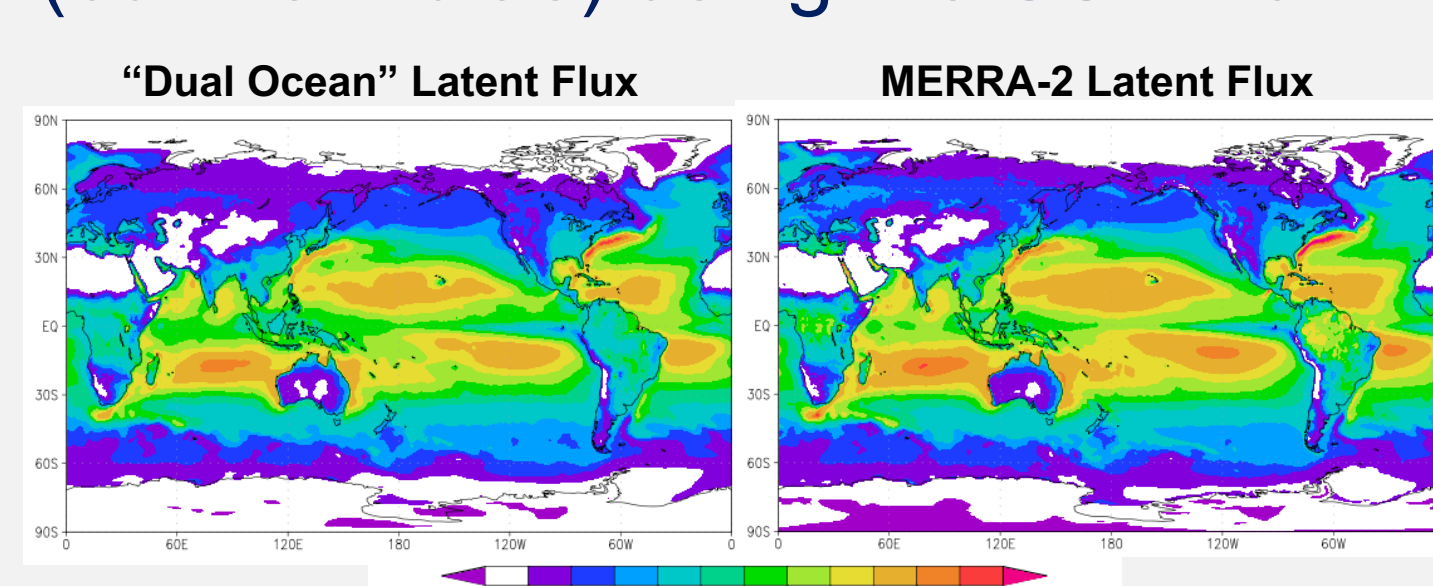 “Dual Ocean” Latent Flux
MERRA-2 Latent Flux
90N
60N
30N
EQ
30S
60S
90S
0 60E 120E 180 120W 60W 0
90N
60N
30N
EQ
30S
60S
90S
0 60E 120E 180 120W 60W